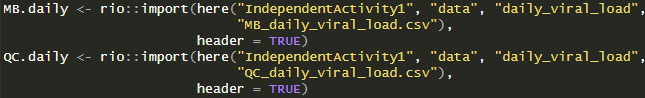 MB.daily <- rio::import(here("IndependentActivity1", "data", "daily_viral_load",
"MB_daily_viral_load.csv"),
header = TRUE)
QC.daily <- rio::import(here("IndependentActivity1", "data", "daily_viral_load",
"QC_daily_viral_load.csv"),
header = TRUE)